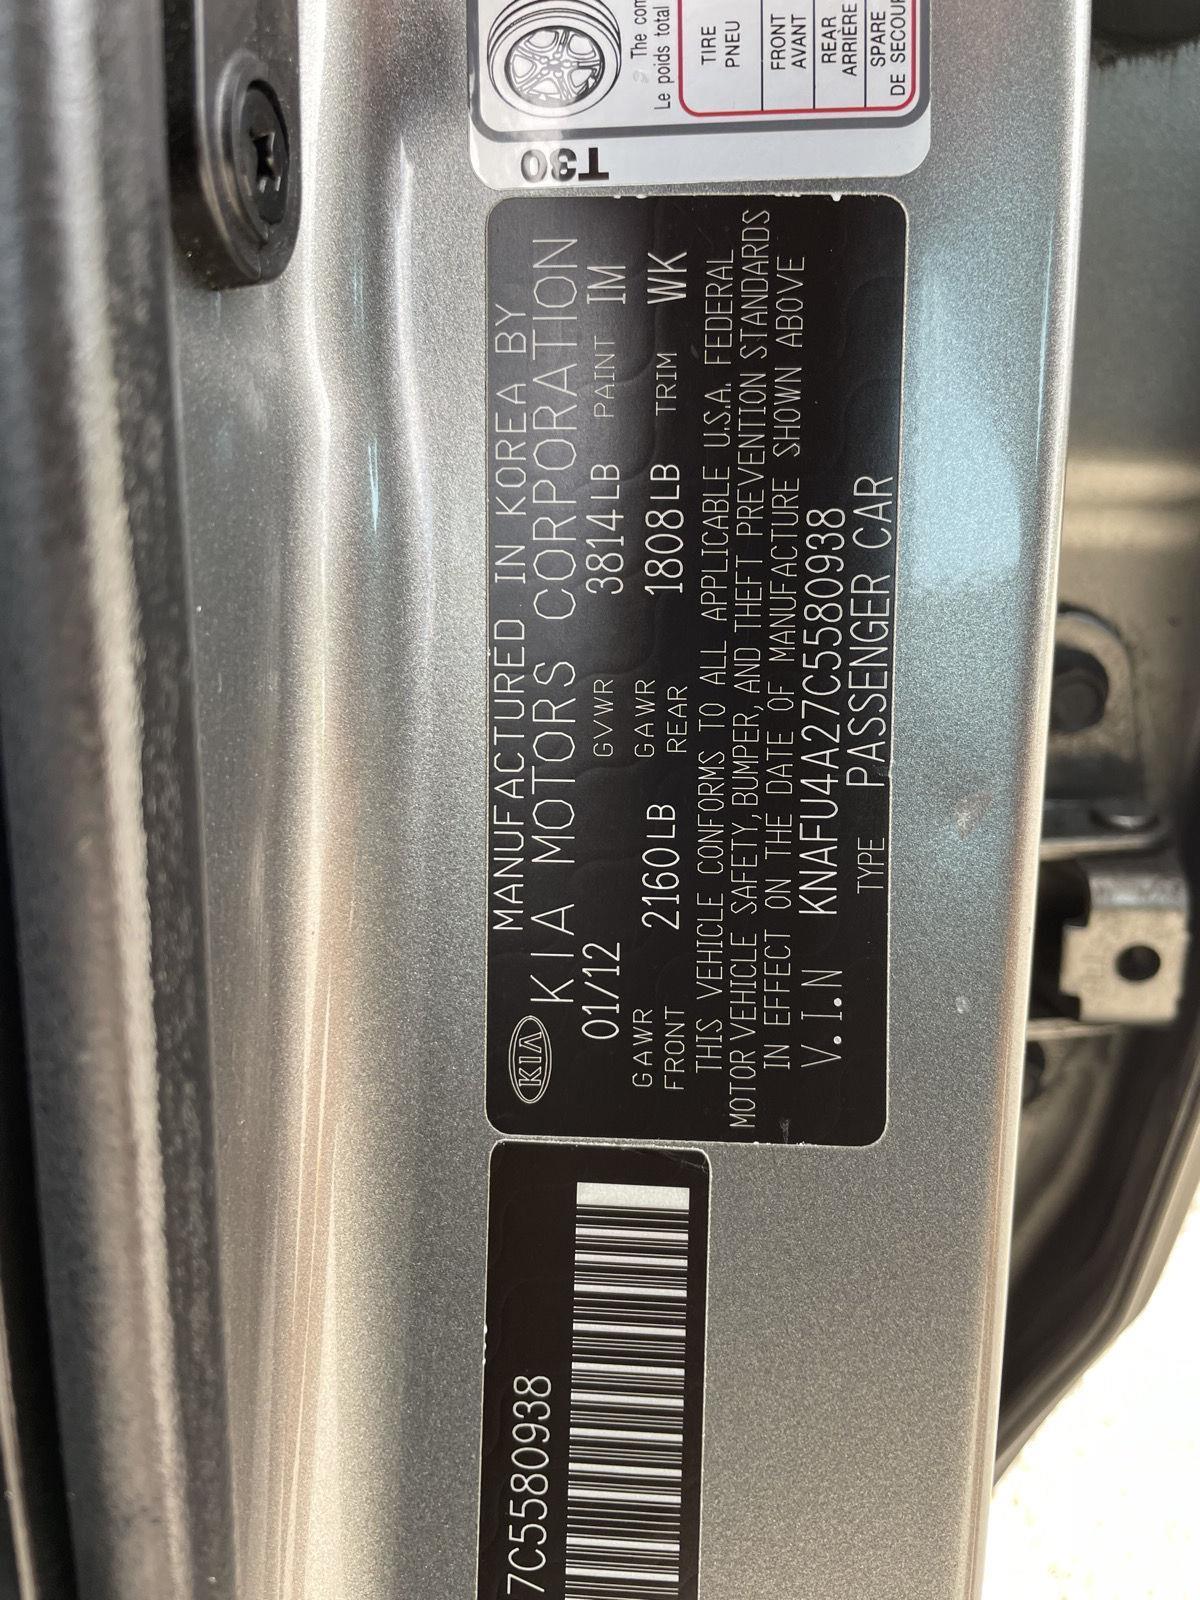 T30
The com
Le poids total
TIRE
PNEU
FRONT
AVANT
REAR
ARRIÈRE
SPARE
DE SECOUR
KIA
MANUFACTURED IN KOREA BY
KIA MOTORS CORPORATION
01/12 GVWR 3814LB PAINT IM
GAWR FRONT 2160LB GAWR REAR 1808LB TRIM WK
THIS VEHICLE CONFORMS TO ALL APPLICABLE U.S.A. FEDERAL
MOTOR VEHICLE SAFETY, BUMPER, AND THEFT PREVENTION STANDARDS
IN EFFECT ON THE DATE OF MANUFACTURE SHOWN ABOVE
V.I.N KNAFU4A27C5580938
TYPE PASSENGER CAR
7C5580938